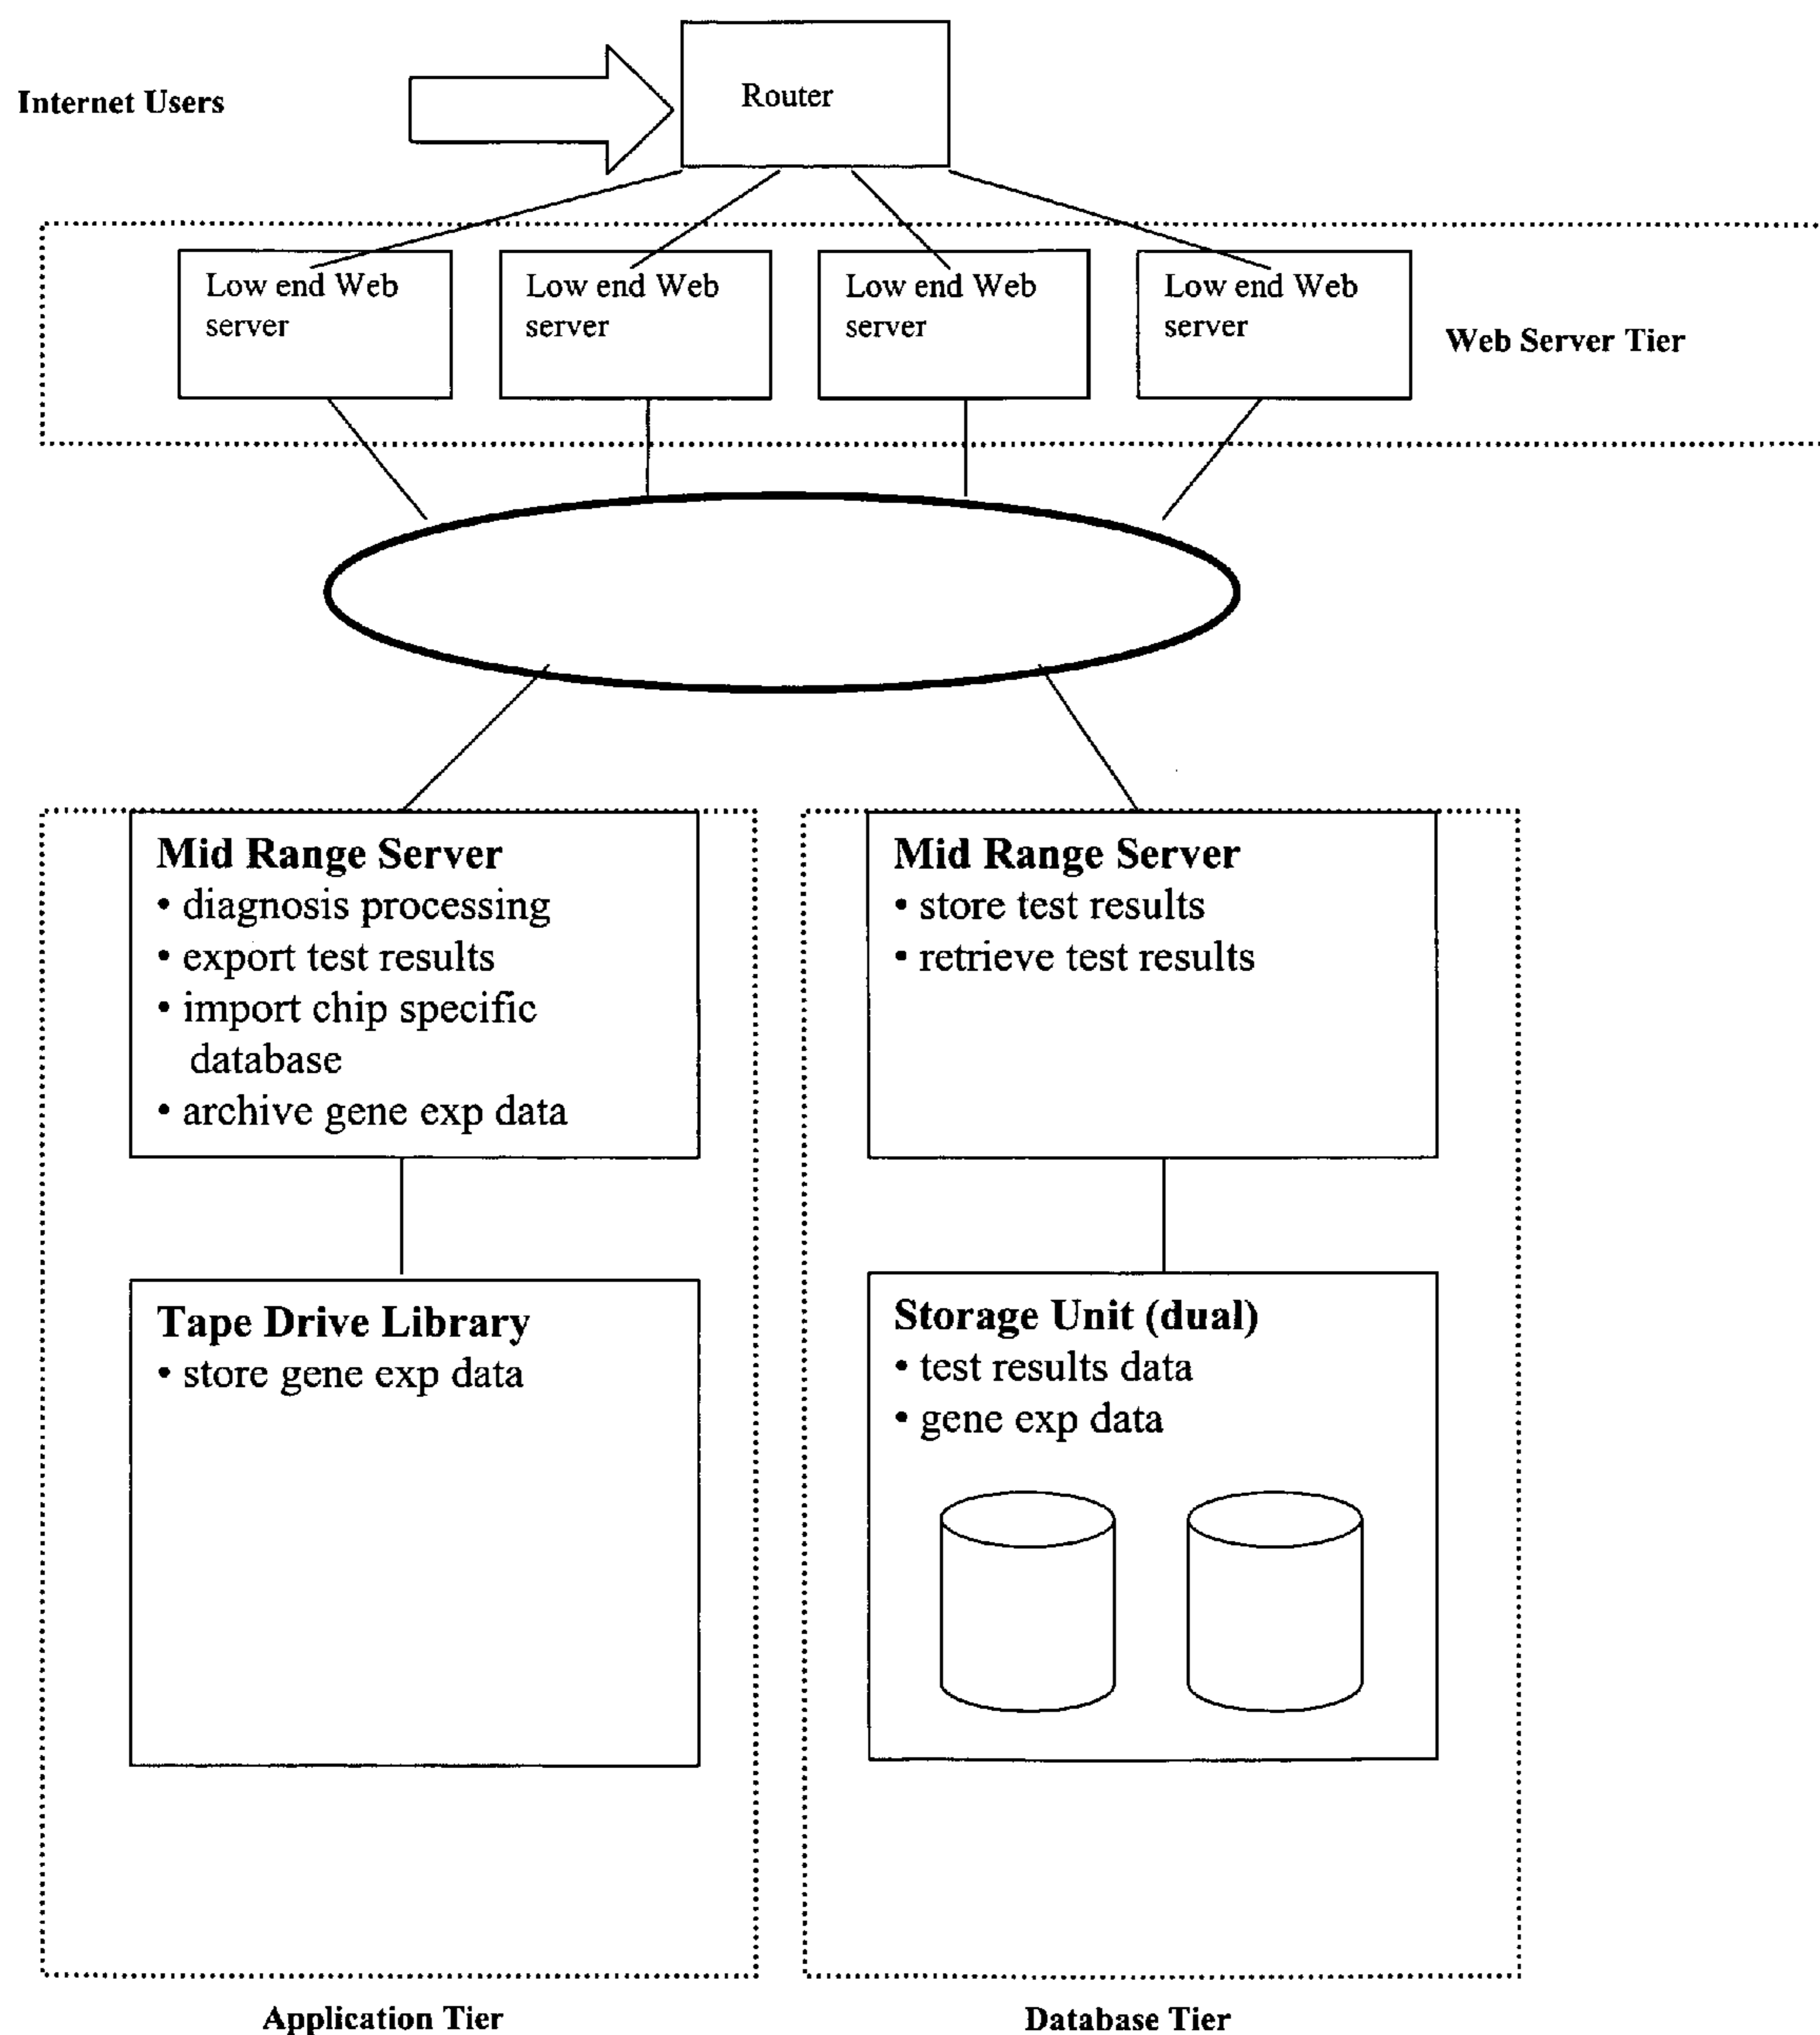 Internet Users
Router
Low end Web
server
Low end Web
server
Low end Web
server
Low end Web
server
Web Server Tier
Mid Range Server
• diagnosis processing
• export test results
• import chip specific
database
• archive gene exp data
Mid Range Server
• store test results
• retrieve test results
Tape Drive Library
• store gene exp data
Storage Unit (dual)
• test results data
• gene exp data
Application Tier
Database Tier